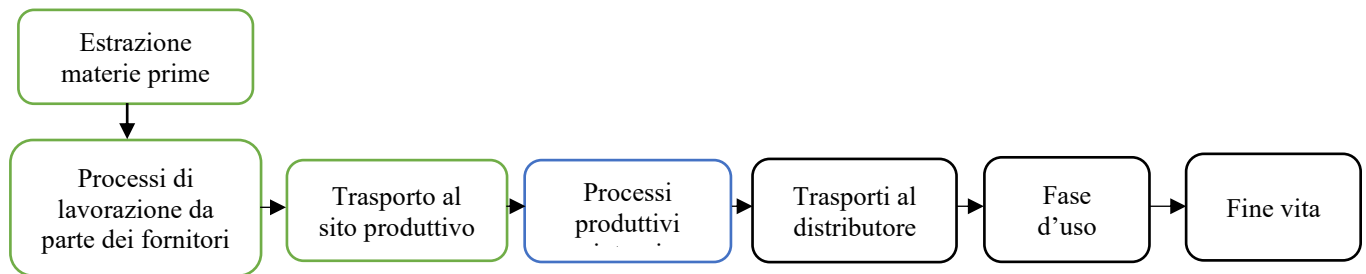 Estrazione
materie prime
Processi di
lavorazione da
parte dei fornitori
Trasporto al
sito produttivo
Processi
produttivi
Trasporti al
distributore
Fase
d’uso
Fine vita